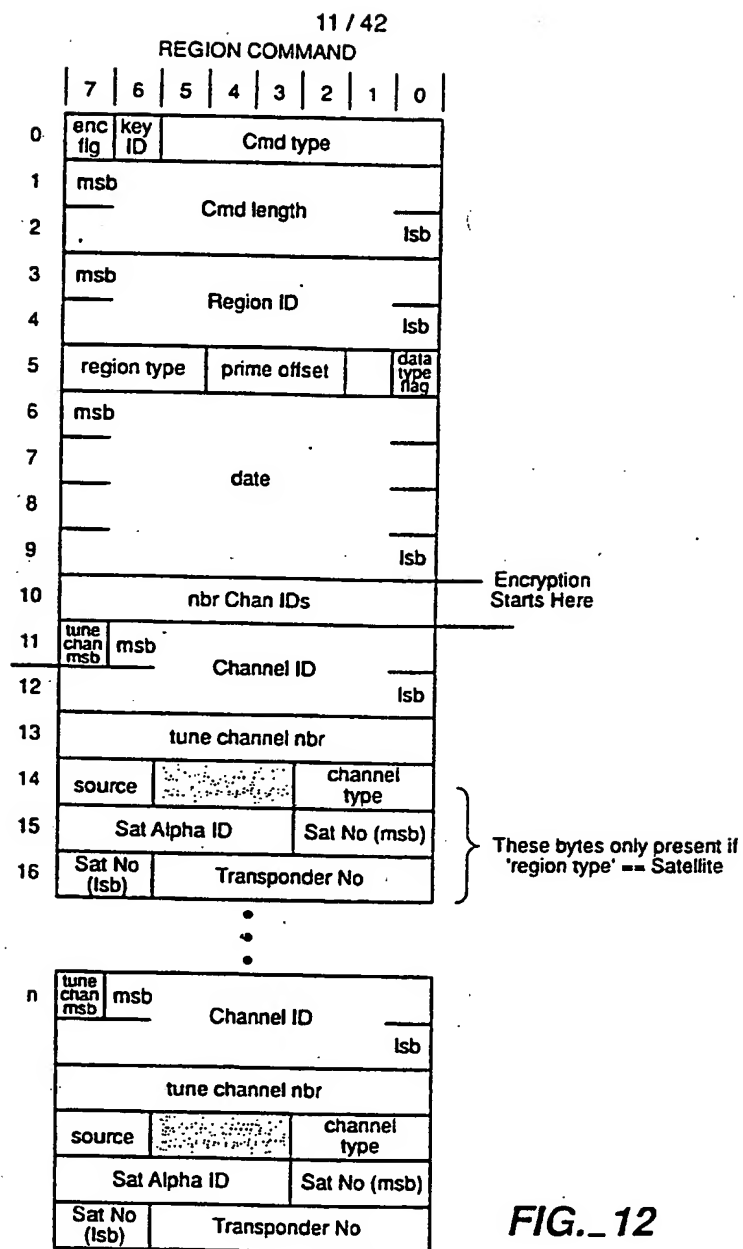 11 / 42
REGION COMMAND
7 6 5 4 3 2 1 0
0 enc flg key ID Cmd type
1 msb
Cmd length
2 lsb
3 msb
Region ID
4 lsb
5 region type prime offset data type flag
6 msb
7
date
8
9 lsb
Encryption Starts Here
10 nbr Chan IDs
11 tune chan msb msb
Channel ID
12 lsb
13 tune channel nbr
14 source channel type
15 Sat Alpha ID Sat No (msb)
16 Sat No (lsb) Transponder No
These bytes only present if
'region type' == Satellite
n tune chan msb msb
Channel ID
lsb
tune channel nbr
source channel type
Sat Alpha ID Sat No (msb)
Sat No (lsb) Transponder No
FIG._12